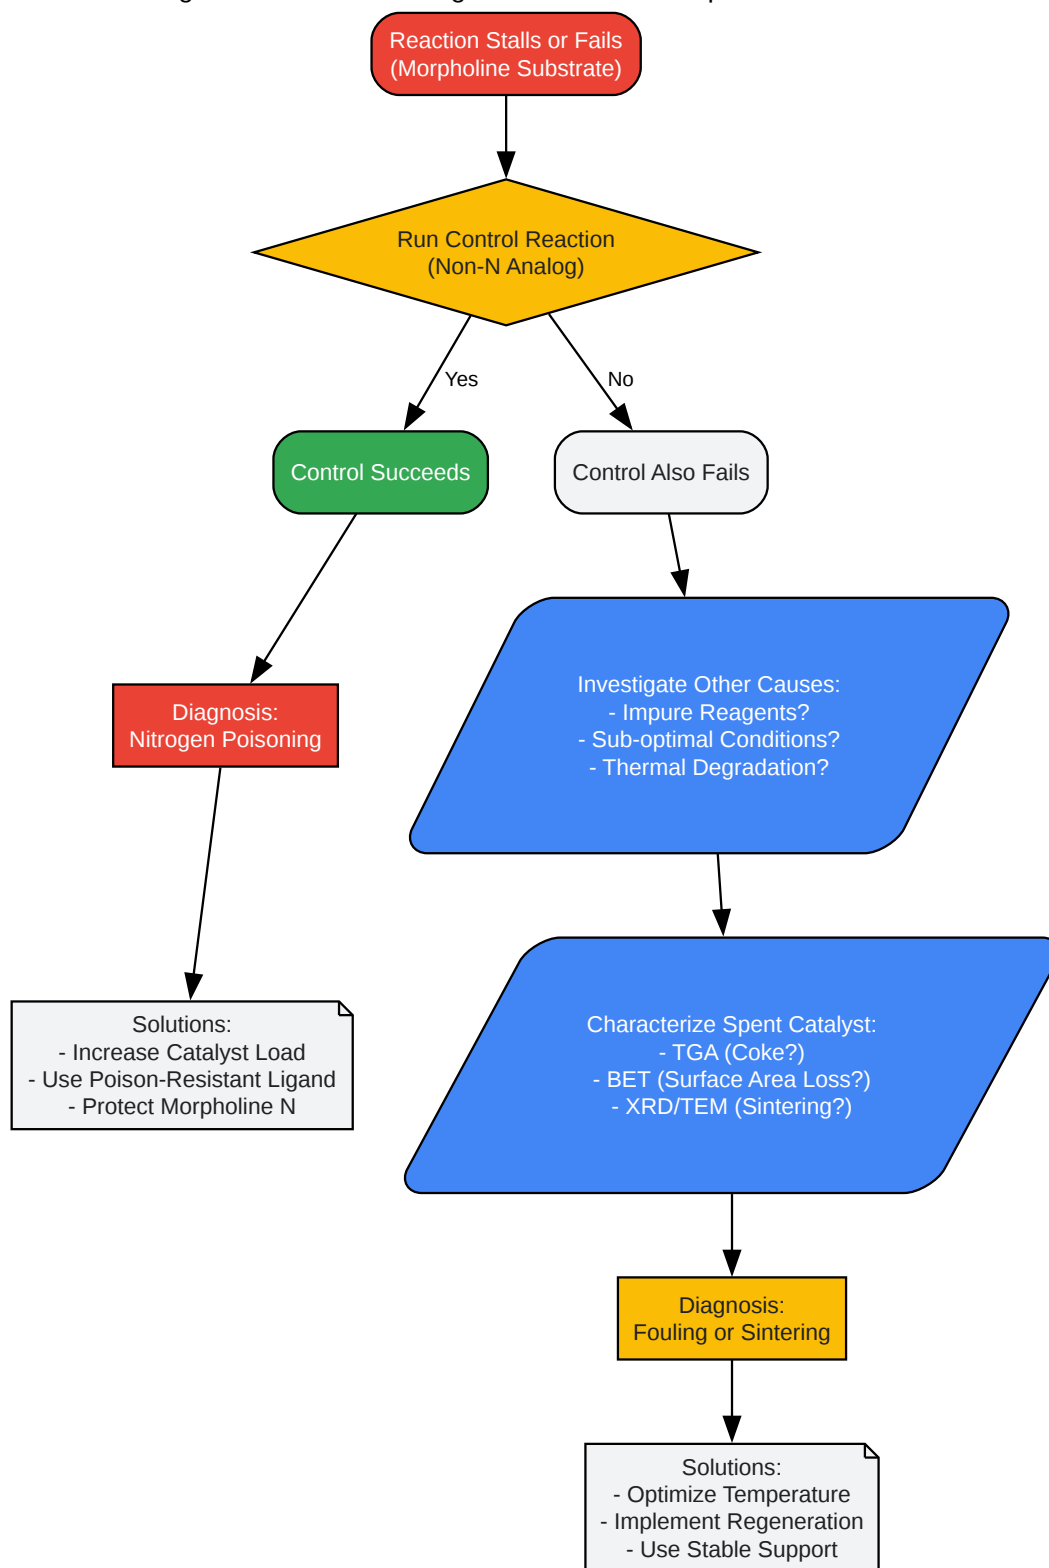 Reaction Stalls or Fails
(Morpholine Substrate)
Run Control Reaction
(Non-N Analog)
Yes
No
Control Succeeds
Control Also Fails
Investigate Other Causes:
- Impure Reagents?
- Sub-optimal Conditions?
- Thermal Degradation?
Diagnosis:
Nitrogen Poisoning
Characterize Spent Catalyst:
- TGA (Coke?)
- BET (Surface Area Loss?)
- XRD/TEM (Sintering?)
Solutions:
- Increase Catalyst Load
- Use Poison-Resistant Ligand
- Protect Morpholine N
Diagnosis:
Fouling or Sintering
Solutions:
- Optimize Temperature
- Implement Regeneration
- Use Stable Support